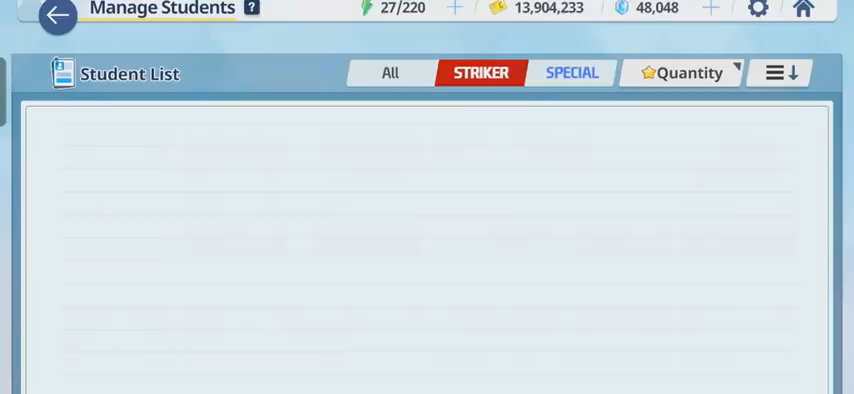 Manage Students ? 27/220 13,904,233 48,048
Student List All STRIKER SPECIAL Quantity